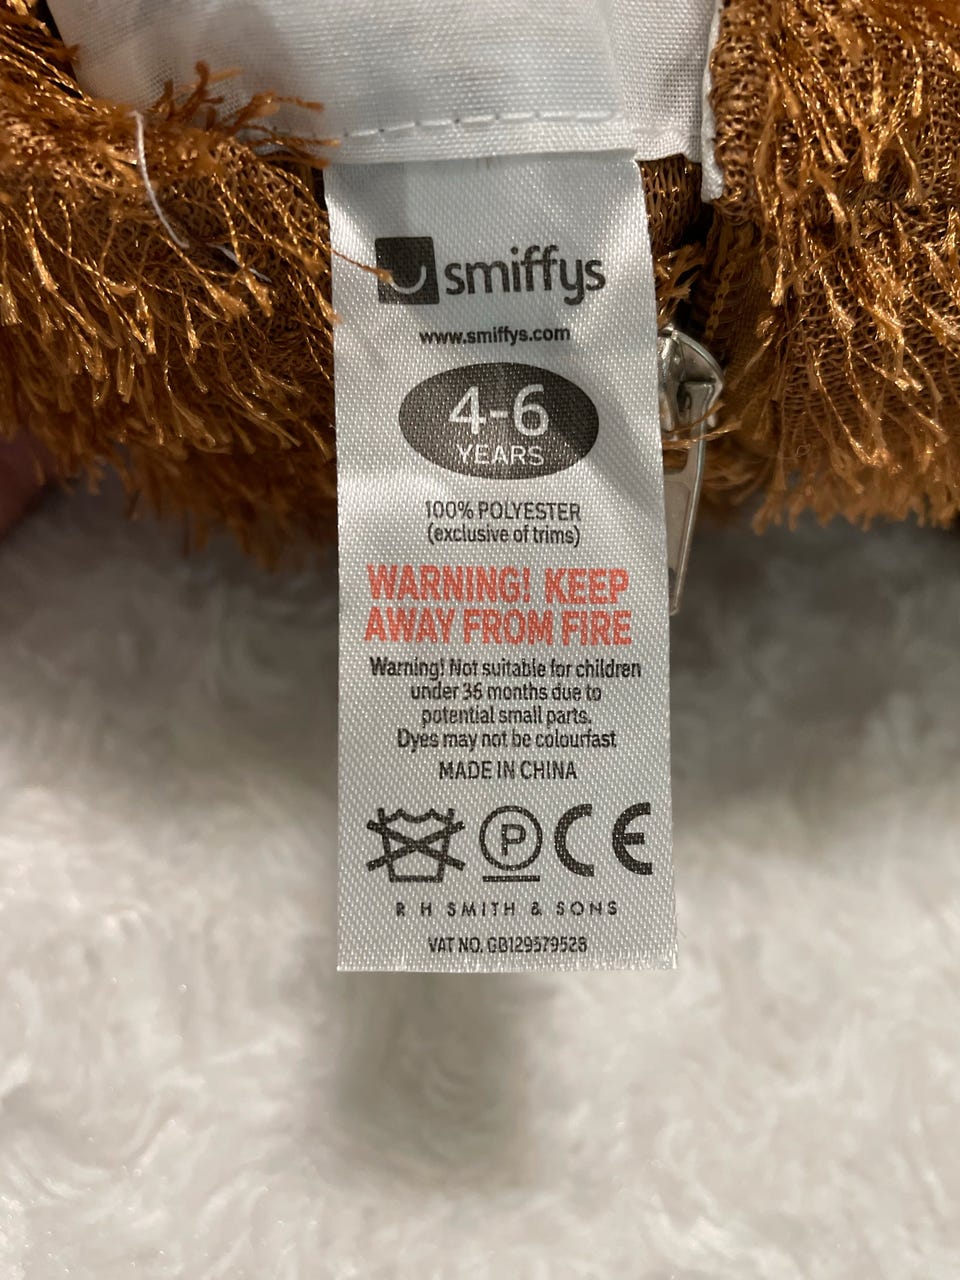 smiffys
www.smiffys.com
4-6
YEARS
100% POLYESTER
(exclusive of trims)
WARNING! KEEP
AWAY FROM FIRE
Warning! Not suitable for children
under 36 months due to
potential small parts.
Dyes may not be colourfast
MADE IN CHINA
P CE
R H SMITH & SONS
VAT NO. GB129579528